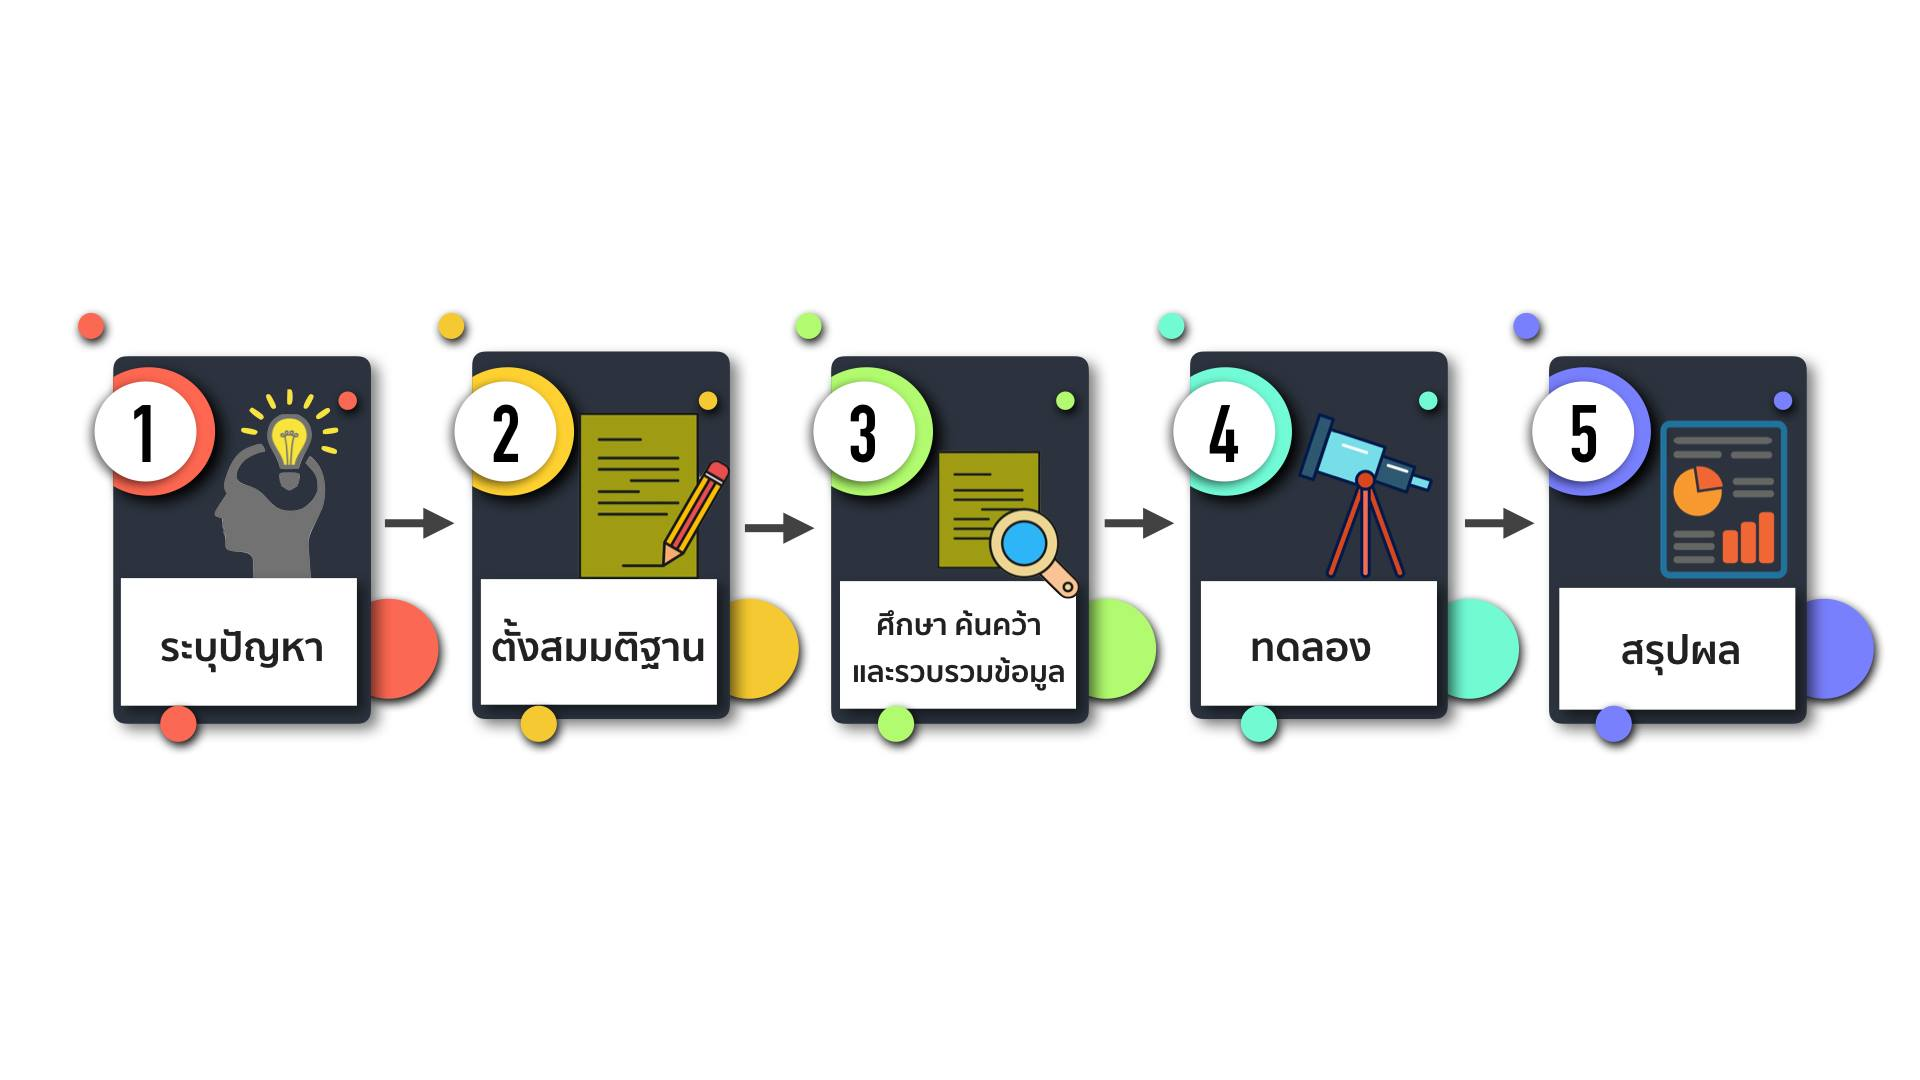 1
ระบุปัญหา
2
ตั้งสมมติฐาน
3
ศึกษา ค้นคว้า
และรวบรวมข้อมูล
4
ทดลอง
5
สรุปผล